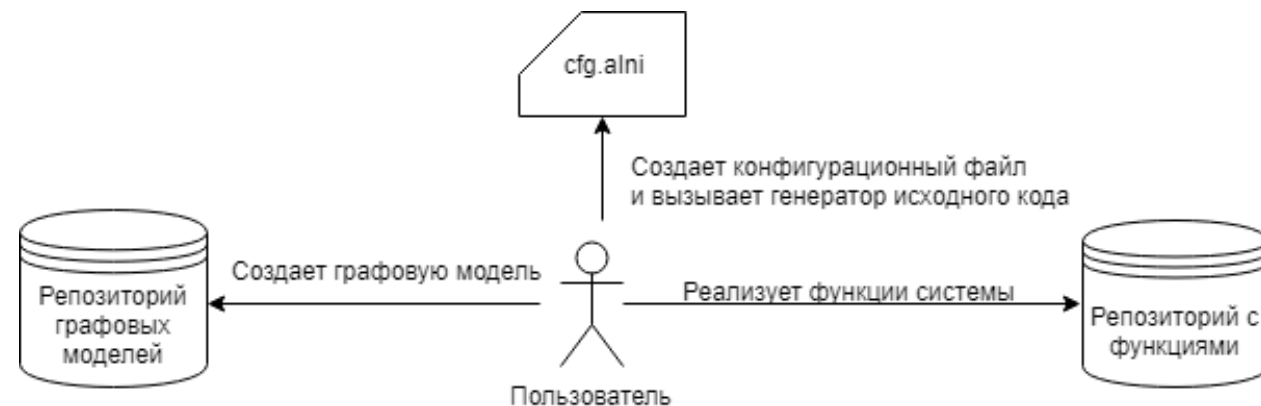 cfg.alni
Создает конфигурационный файл
и вызывает генератор исходного кода
Создает графовую модель
Реализует функции системы
Репозиторий
графовых
моделей
Репозиторий с
функциями
Пользователь